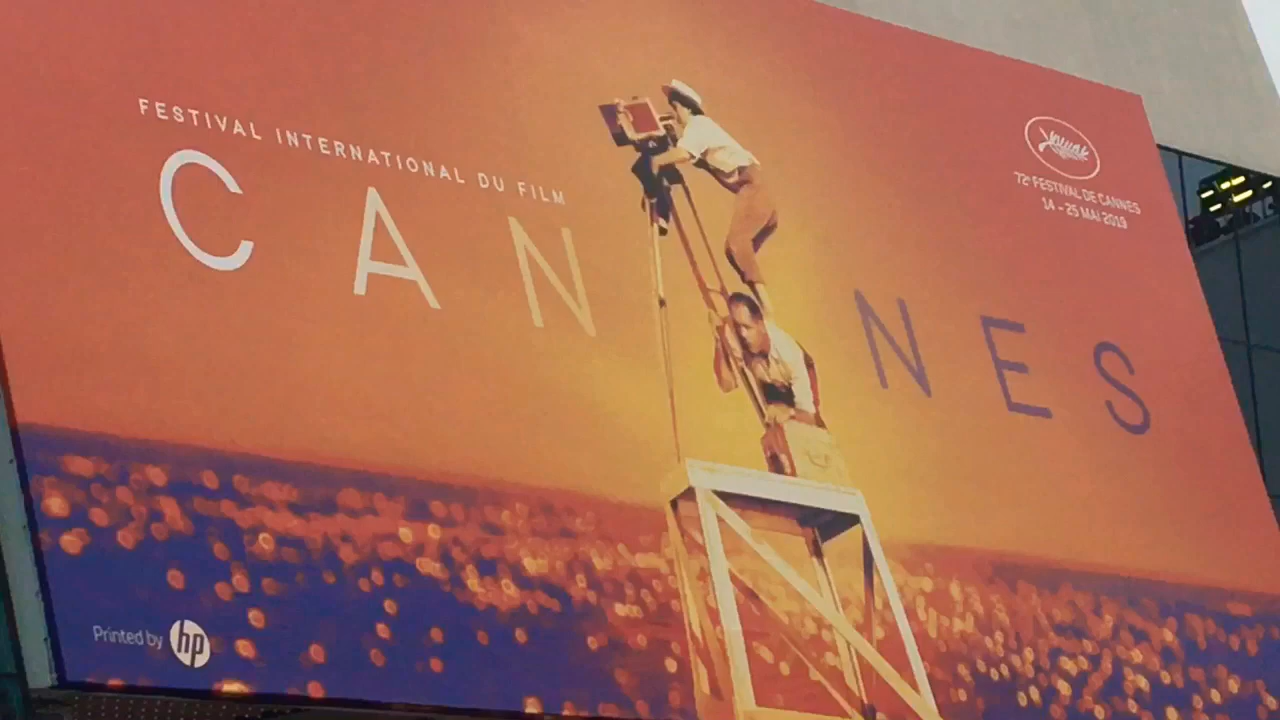 FESTIVAL INTERNATIONAL DU FILM
CANNES
72e FESTIVAL DE CANNES
14 - 25 MAI 2019
Printed by hp